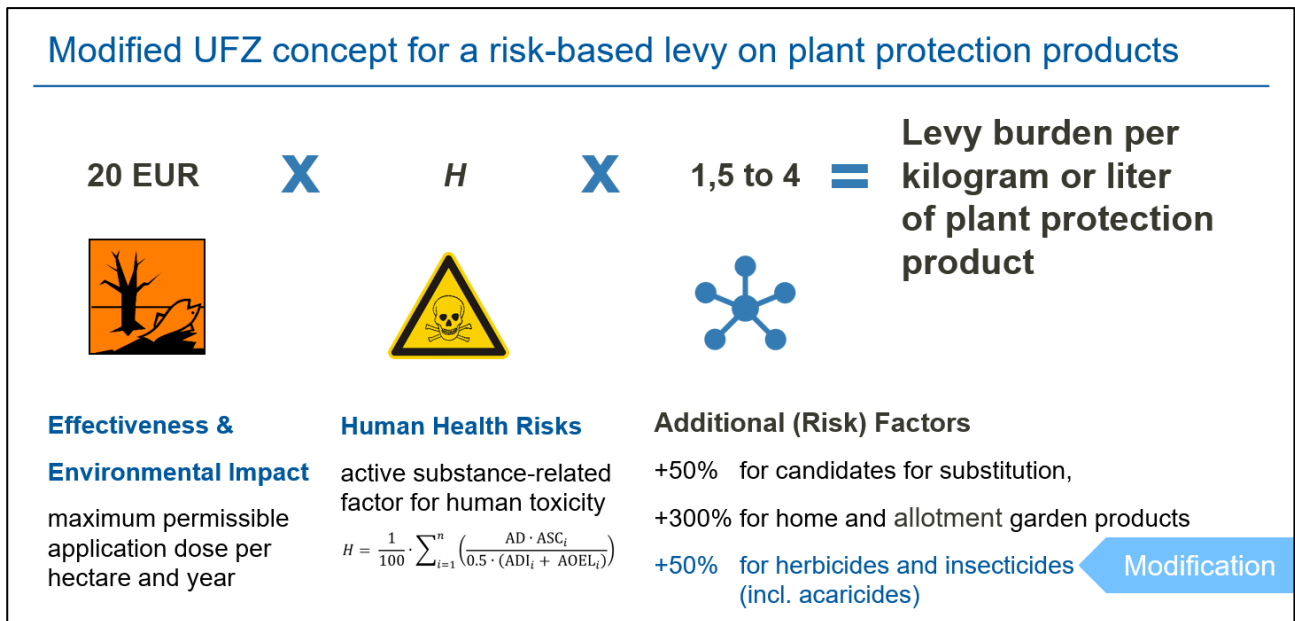 Modified UFZ concept for a risk-based levy on plant protection products
20 EUR X H X 1,5 to 4 =
Levy burden per
kilogram or liter
of plant protection
product
Effectiveness &
Environmental Impact
maximum permissible
application dose per
hectare and year
Human Health Risks
active substance-related
factor for human toxicity
H = 1/100 · ∑ⁿᵢ₌₁ (AD · ASCᵢ / 0.5 · (ADIᵢ + AOELᵢ))
Additional (Risk) Factors
+50% for candidates for substitution,
+300% for home and allotment garden products
+50% for herbicides and insecticides
(incl. acaricides)
Modification